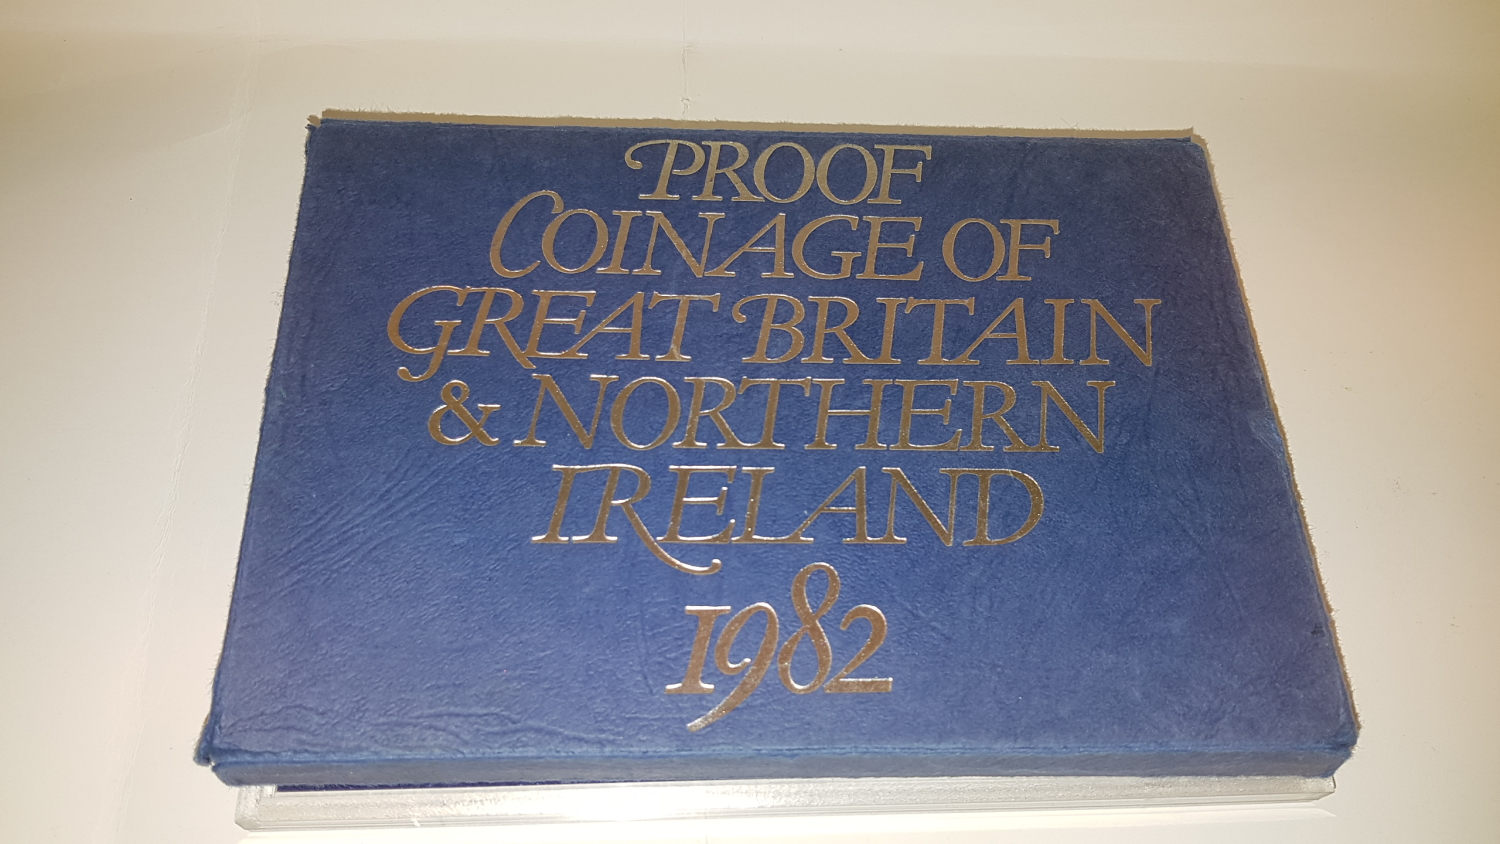 PROOF
COINAGE OF
GREAT BRITAIN
& NORTHERN
IRELAND
1982